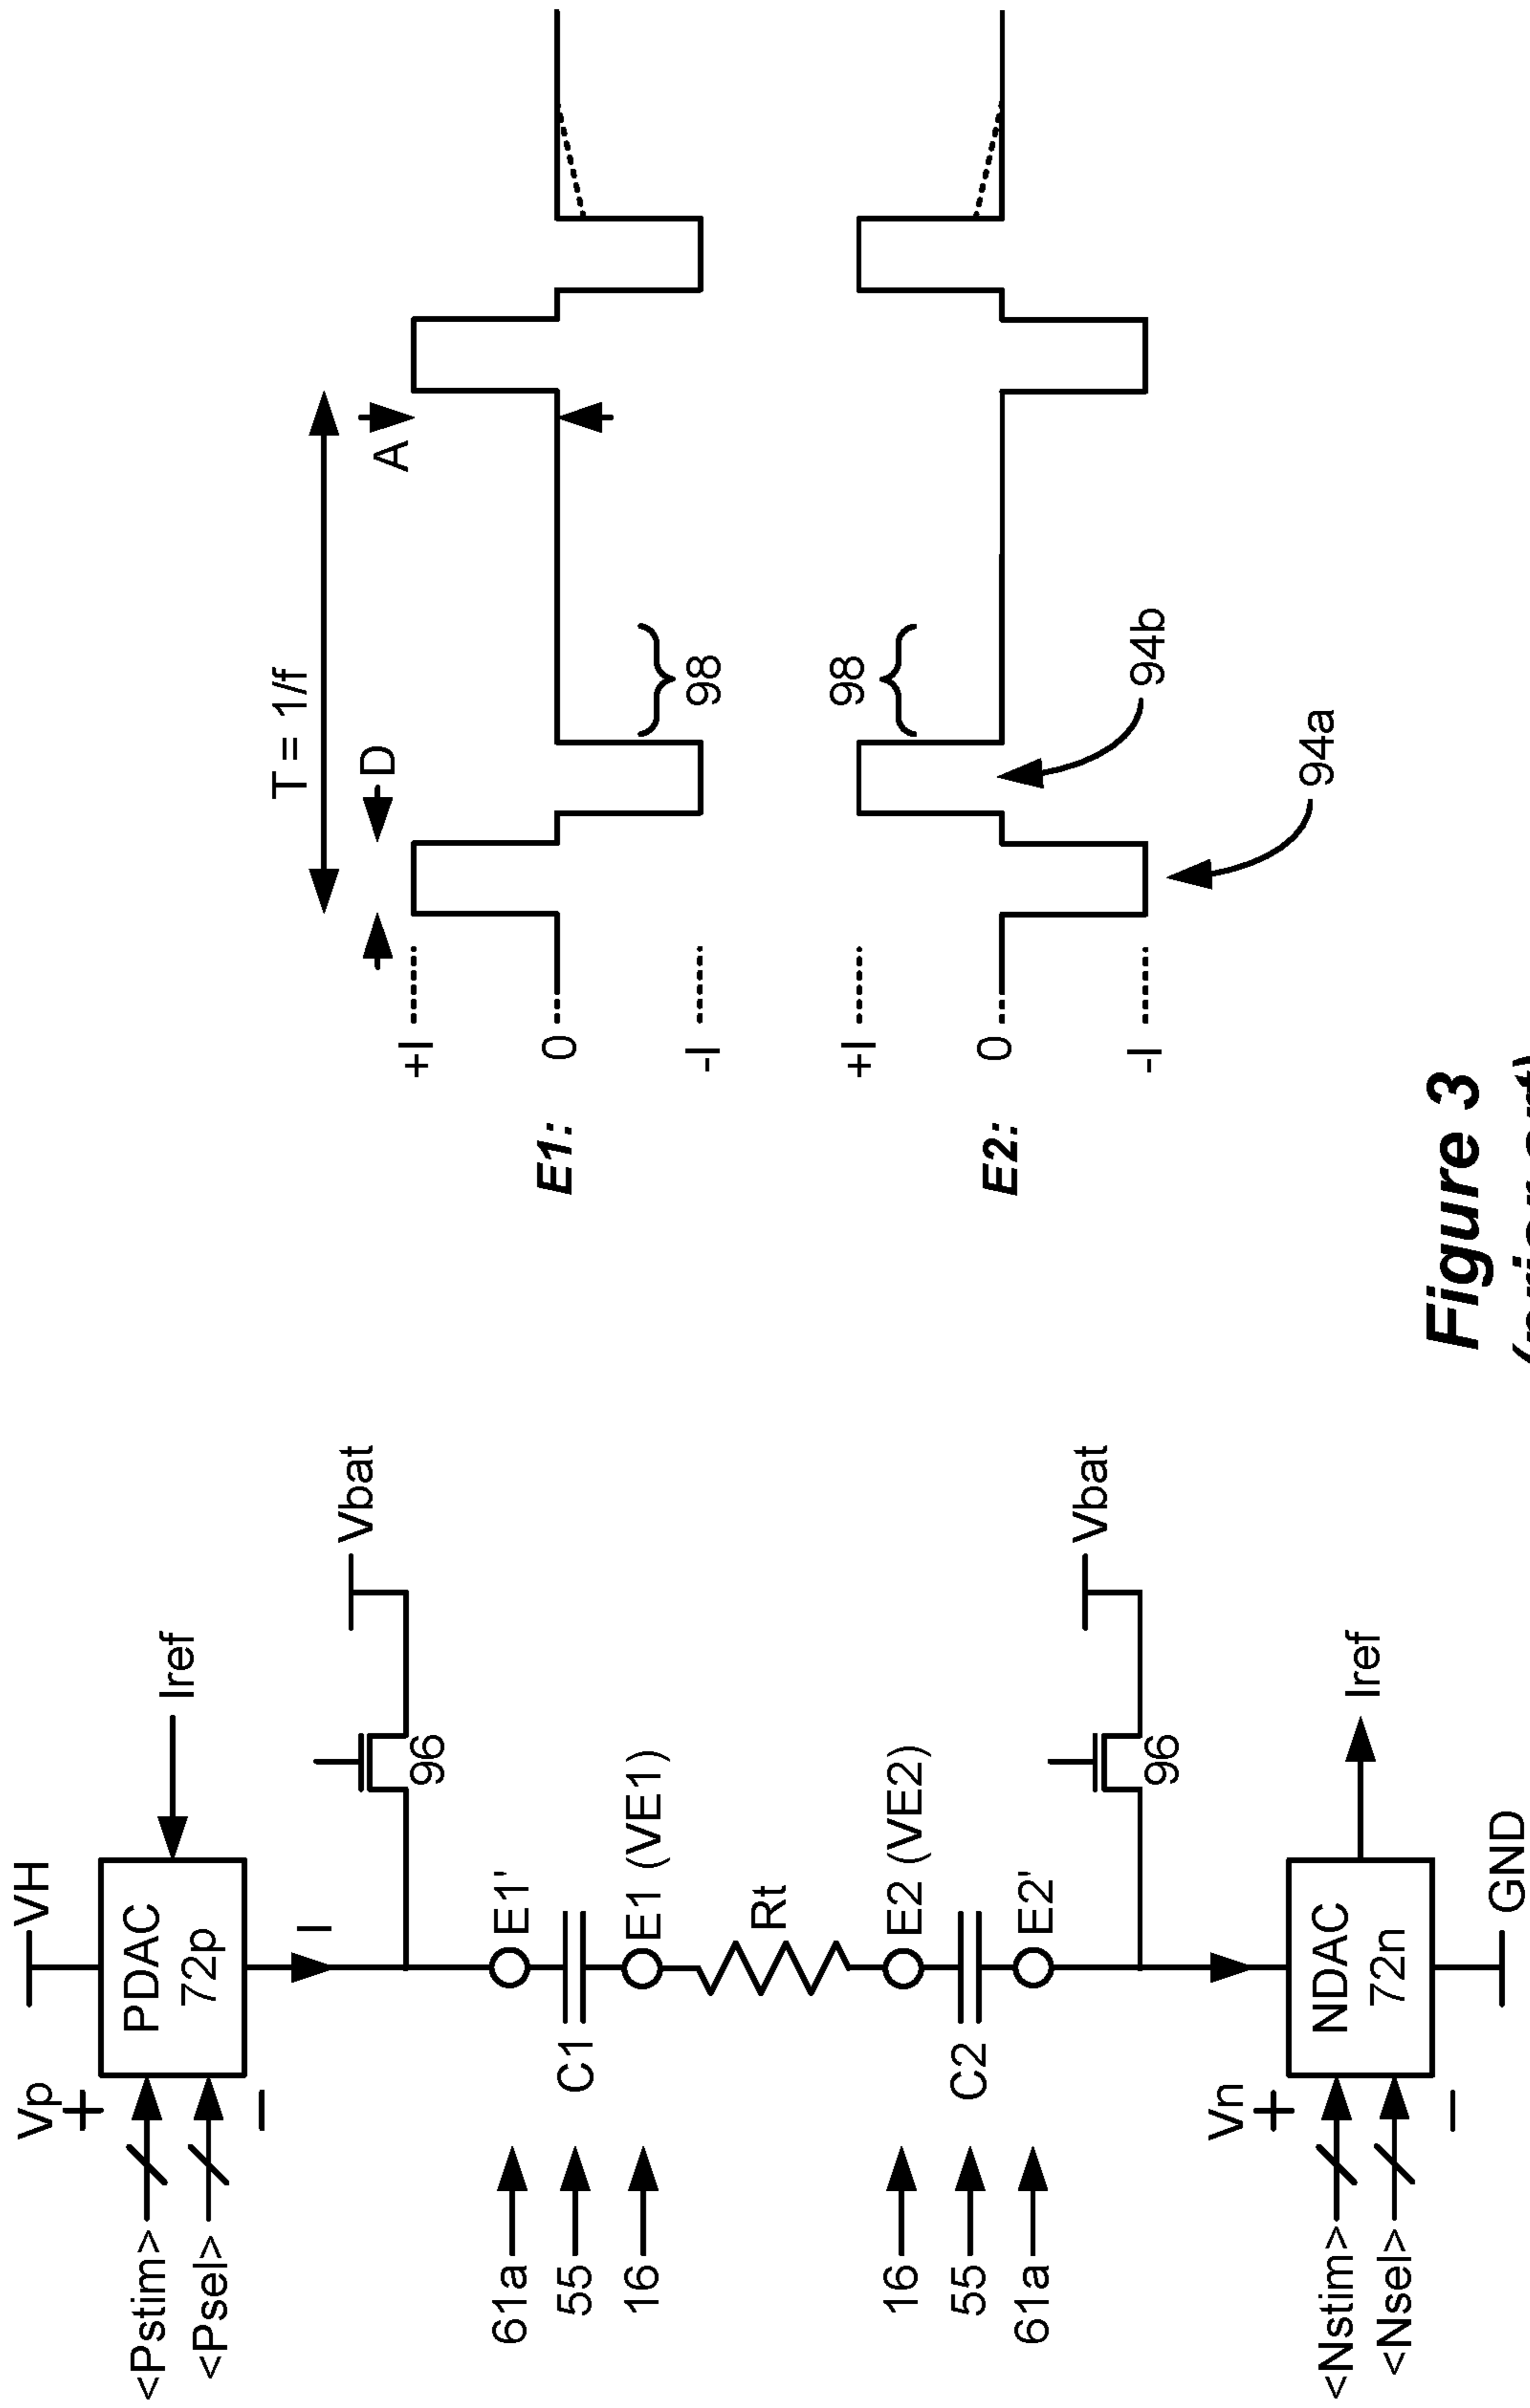 VH
Vp
+
PDAC
72p
<Pstim>
<Psel>
−
Iref
I
Vbat
96
61a
E1'
55
C1
16
E1 (VE1)
Rt
16
E2 (VE2)
55
C2
61a
E2'
Vbat
96
Vn
+
NDAC
72n
<Nstim>
<Nsel>
−
Iref
GND
T = 1/f
D
A
+I
E1:
0
-I
98
98
+I
E2:
0
-I
94b
94a
Figure 3
(prior art)